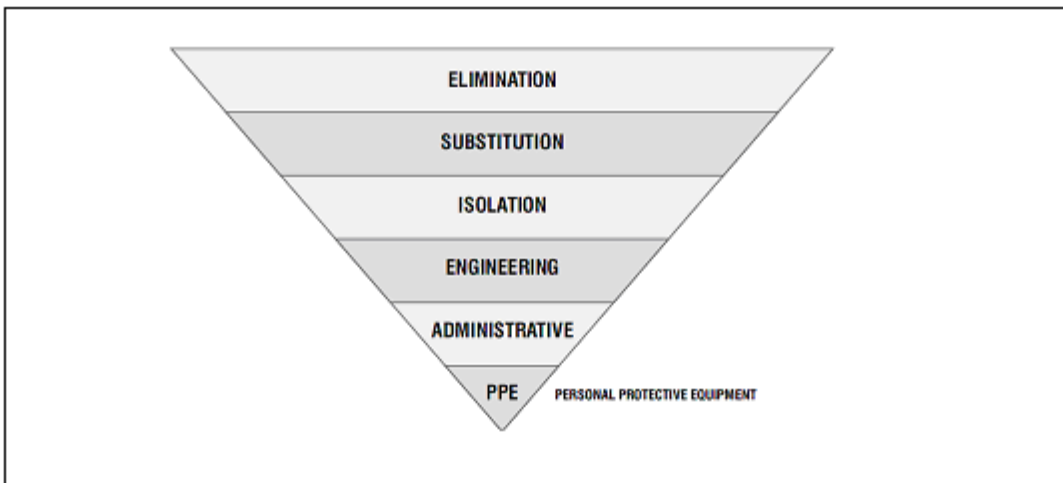 ELIMINATION
SUBSTITUTION
ISOLATION
ENGINEERING
ADMINISTRATIVE
PPE PERSONAL PROTECTIVE EQUIPMENT